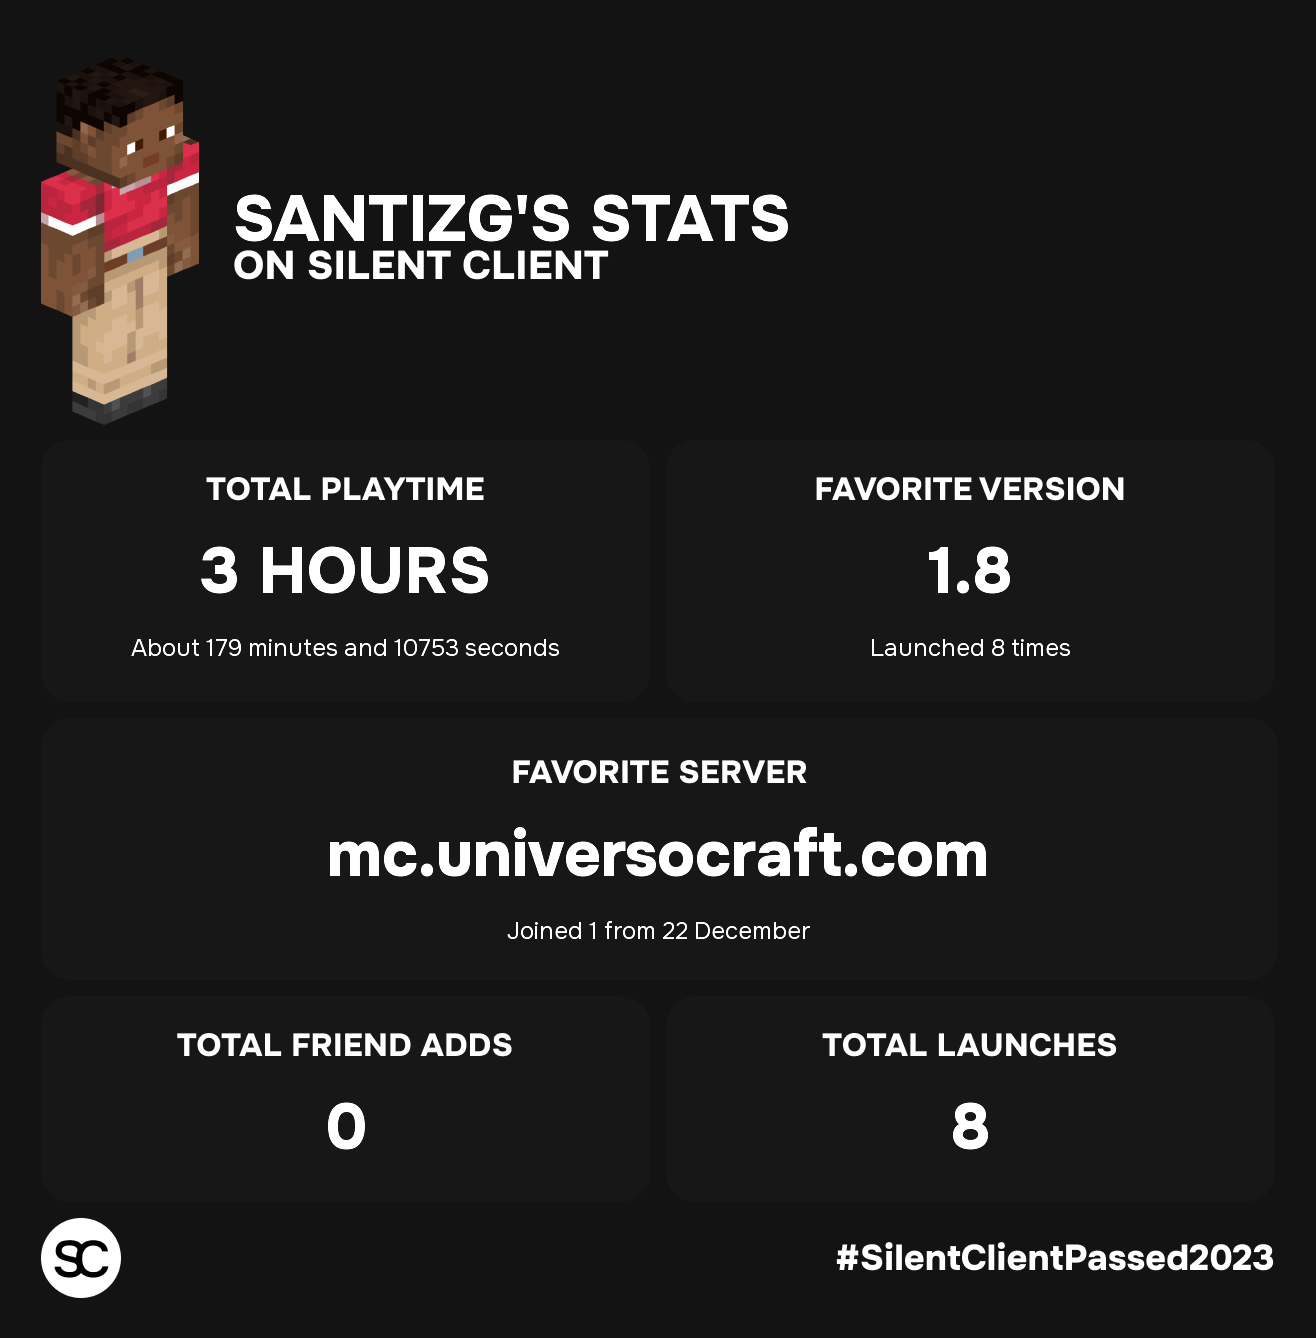 SANTIZG'S STATS
ON SILENT CLIENT
TOTAL PLAYTIME
3 HOURS
About 179 minutes and 10753 seconds
FAVORITE VERSION
1.8
Launched 8 times
FAVORITE SERVER
mc.universocraft.com
Joined 1 from 22 December
TOTAL FRIEND ADDS
0
TOTAL LAUNCHES
8
SC
#SilentClientPassed2023